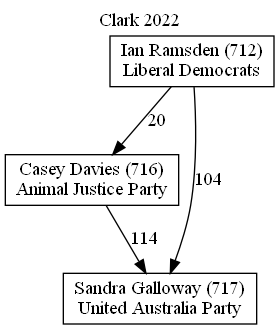 Clark 2022
Ian Ramsden (712)
Liberal Democrats
20
Casey Davies (716)
Animal Justice Party
104
114
Sandra Galloway (717)
United Australia Party